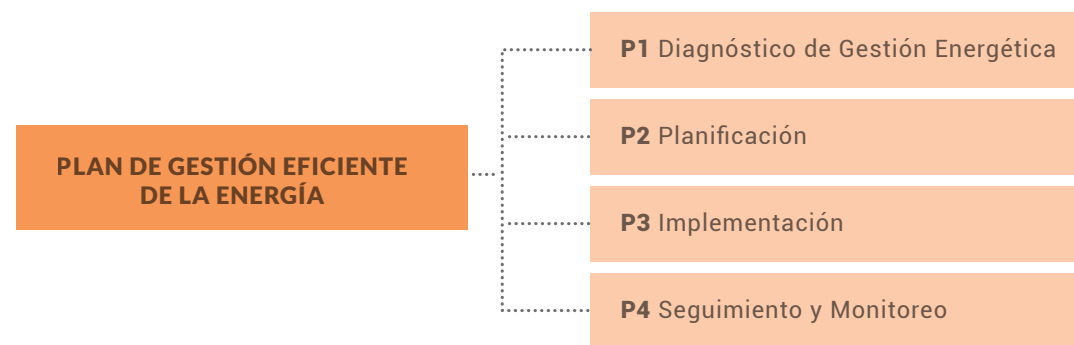 PLAN DE GESTIÓN EFICIENTE
DE LA ENERGÍA
P1 Diagnóstico de Gestión Energética
P2 Planificación
P3 Implementación
P4 Seguimiento y Monitoreo